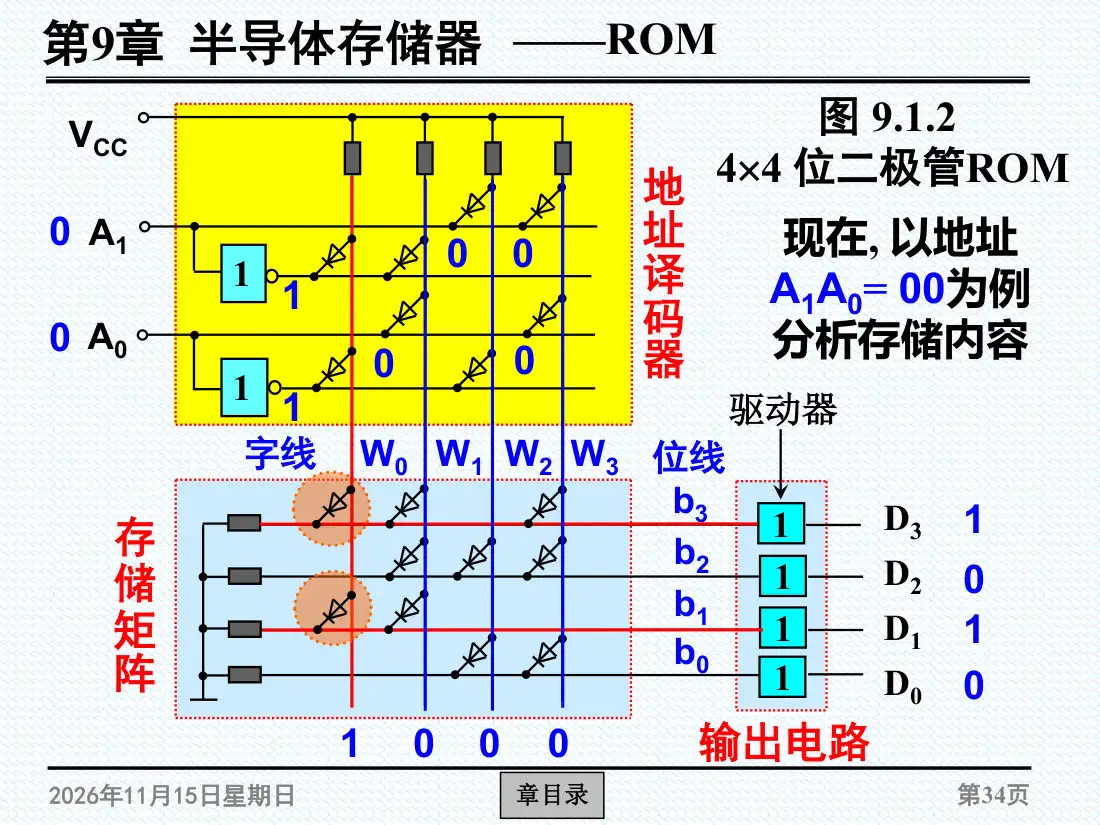 第9章 半导体存储器 ——ROM
图 9.1.2
4×4 位二极管ROM
现在, 以地址
A1A0= 00为例
分析存储内容
VCC
0 A1
1
1
0 0
0 A0
1
1
0 0
地址译码器
字线 W0 W1 W2 W3 位线
驱动器
存储矩阵
b3 1 D3 1
b2 1 D2 0
b1 1 D1 1
b0 1 D0 0
1 0 0 0
输出电路
2026年11月15日星期日
章目录
第34页